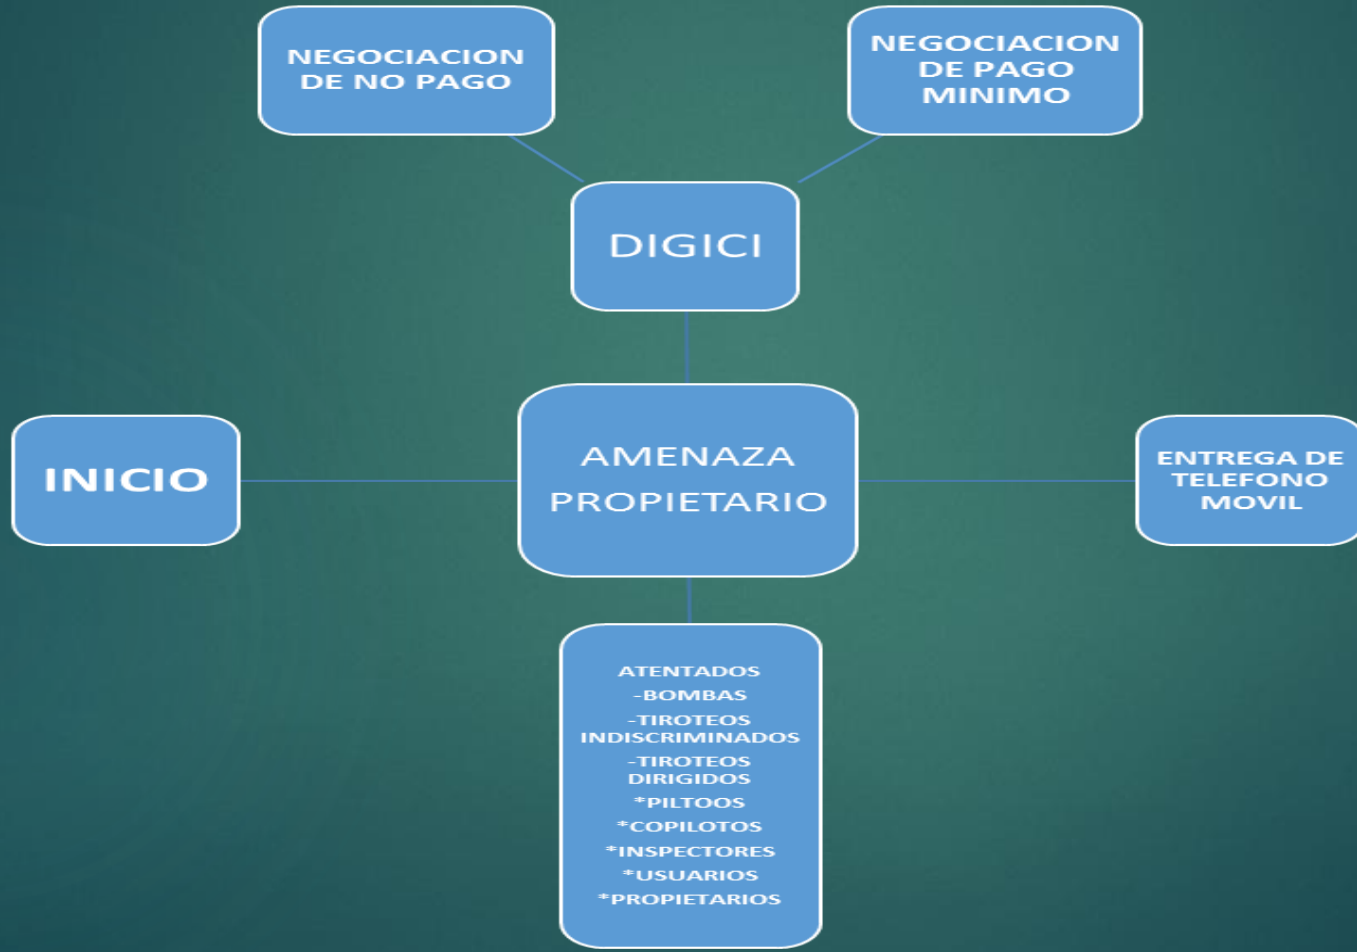 NEGOCIACION
DE NO PAGO
NEGOCIACION
DE PAGO
MINIMO
DIGICI
INICIO
AMENAZA
PROPIETARIO
ENTREGA DE
TELEFONO
MOVIL
ATENTADOS
-BOMBAS
-TIROTEOS
INDISCRIMINADOS
-TIROTEOS
DIRIGIDOS
*PILTOOS
*COPILOTOS
*INSPECTORES
*USUARIOS
*PROPIETARIOS